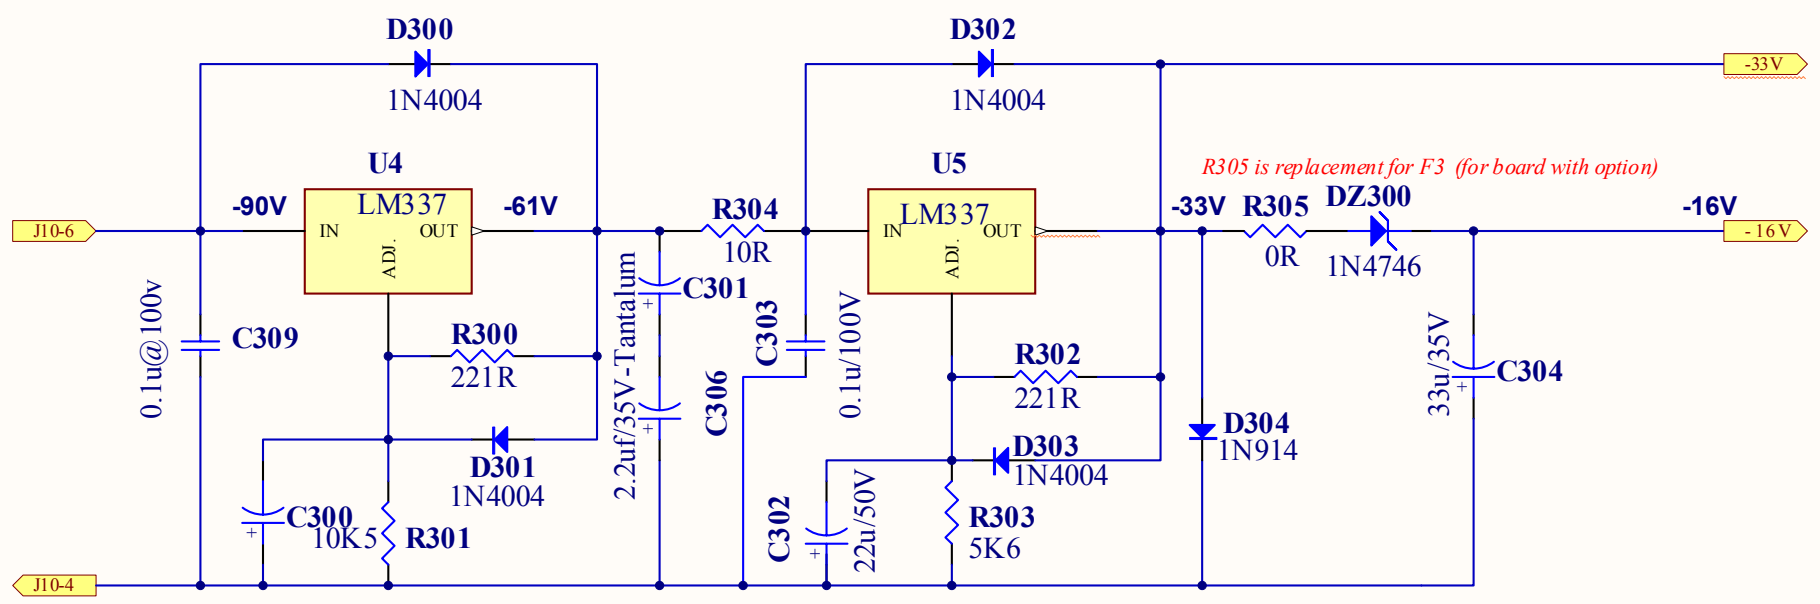 D300
1N4004
D302
1N4004
-33V
U4
LM337
IN
OUT
ADJ.
-90V
-61V
J10-6
R304
10R
U5
LM337
IN
OUT
ADJ.
R305 is replacement for F3 (for board with option)
-33V
R305
0R
DZ300
1N4746
-16V
-16V
0.1u@100v
C309
R300
221R
D301
1N4004
C300
+
10K5
R301
2.2uf/35V-Tantalum
C301
+
C306
+
C303
0.1u/100V
R302
221R
D303
1N4004
C302
+
22u/50V
R303
5K6
D304
1N914
33u/35V
C304
+
J10-4